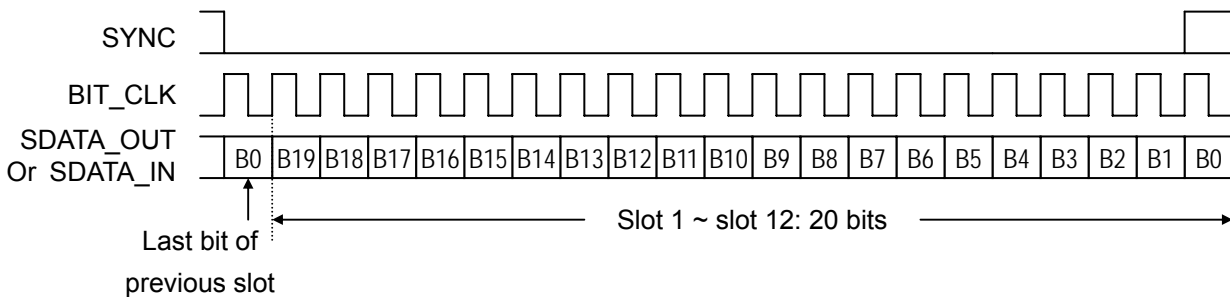 SYNC
BIT_CLK
SDATA_OUT
Or SDATA_IN
B0 B19 B18 B17 B16 B15 B14 B13 B12 B11 B10 B9 B8 B7 B6 B5 B4 B3 B2 B1 B0
Slot 1 ~ slot 12: 20 bits
Last bit of
previous slot